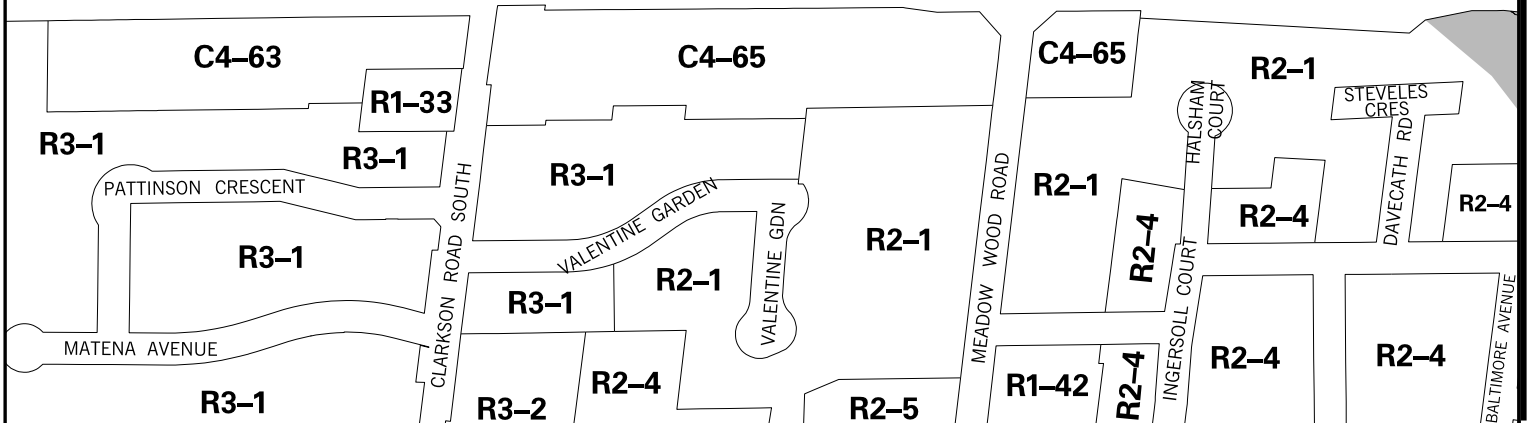 C4–63
C4–65
C4–65
R2–1
R1–33
STEVELES
CRES
HALSHAM
COURT
R3–1
R3–1
R3–1
DAVECATH RD
PATTINSON CRESCENT
R2–1
VALENTINE GARDEN
R2–4
R2–4
R2–4
CLARKSON ROAD SOUTH
MEADOW WOOD ROAD
VALENTINE GDN
R2–1
R3–1
R2–1
R3–1
INGERSOLL COURT
BALTIMORE AVENUE
MATENA AVENUE
R2–4
R2–4
R2–4
R1–42
R2–4
R3–1
R3–2
R2–5